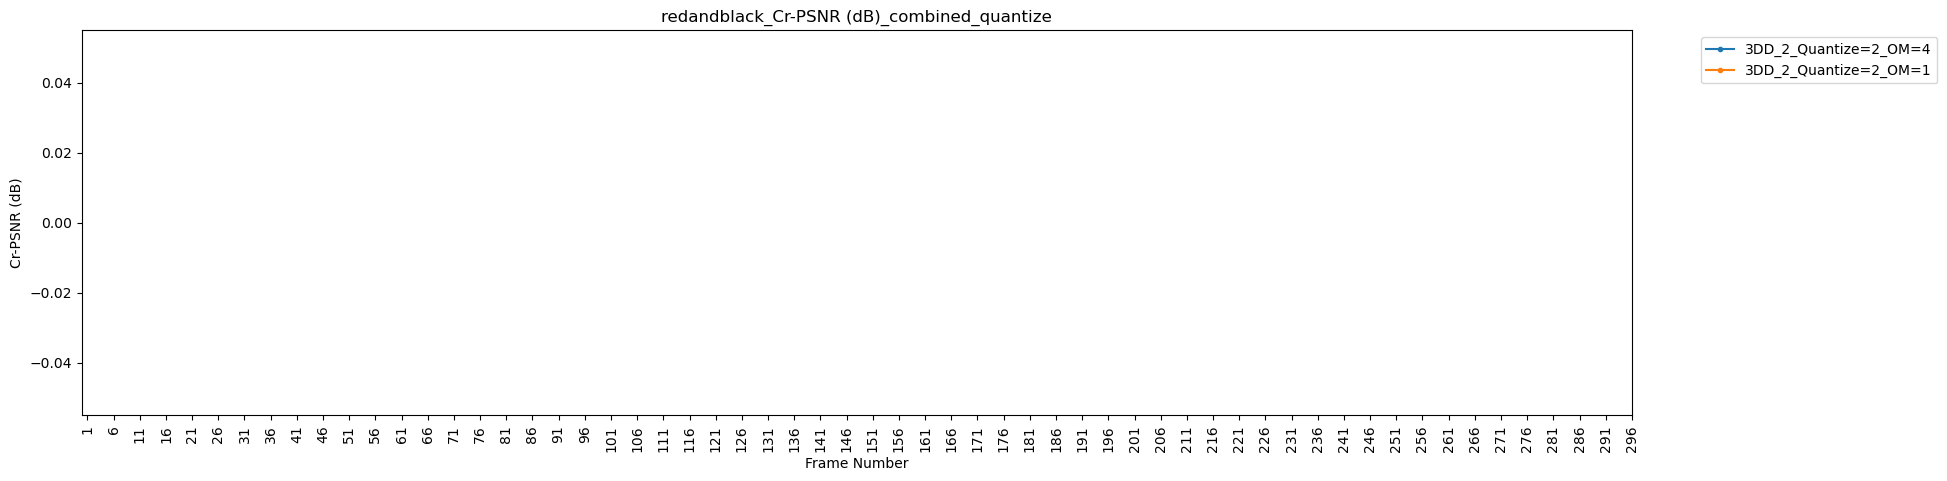 redandblack_Cr-PSNR (dB)_combined_quantize
3DD_2_Quantize=2_OM=4
3DD_2_Quantize=2_OM=1
Cr-PSNR (dB)
0.04
0.02
0.00
−0.02
−0.04
1 6 11 16 21 26 31 36 41 46 51 56 61 66 71 76 81 86 91 96 101 106 111 116 121 126 131 136 141 146 151 156 161 166 171 176 181 186 191 196 201 206 211 216 221 226 231 236 241 246 251 256 261 266 271 276 281 286 291 296
Frame Number